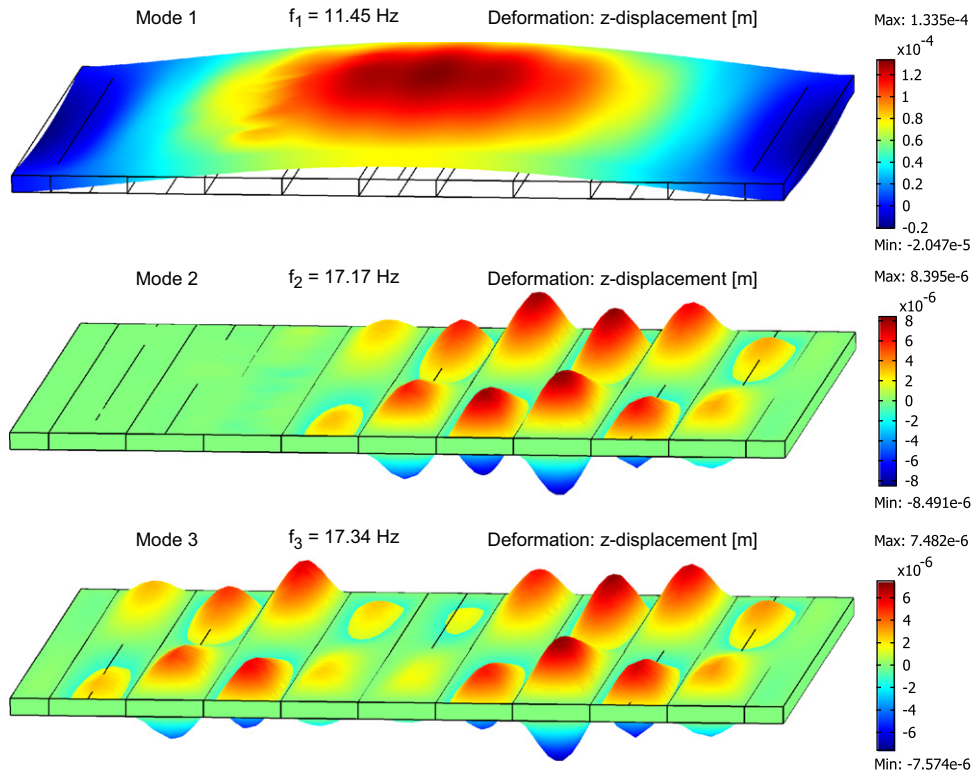 Mode 1 f1 = 11.45 Hz Deformation: z-displacement [m] Max: 1.335e-4
x10-4
1.2
1
0.8
0.6
0.4
0.2
0
-0.2
Min: -2.047e-5
Mode 2 f2 = 17.17 Hz Deformation: z-displacement [m] Max: 8.395e-6
x10-6
8
6
4
2
0
-2
-4
-6
-8
Min: -8.491e-6
Mode 3 f3 = 17.34 Hz Deformation: z-displacement [m] Max: 7.482e-6
x10-6
6
4
2
0
-2
-4
-6
Min: -7.574e-6